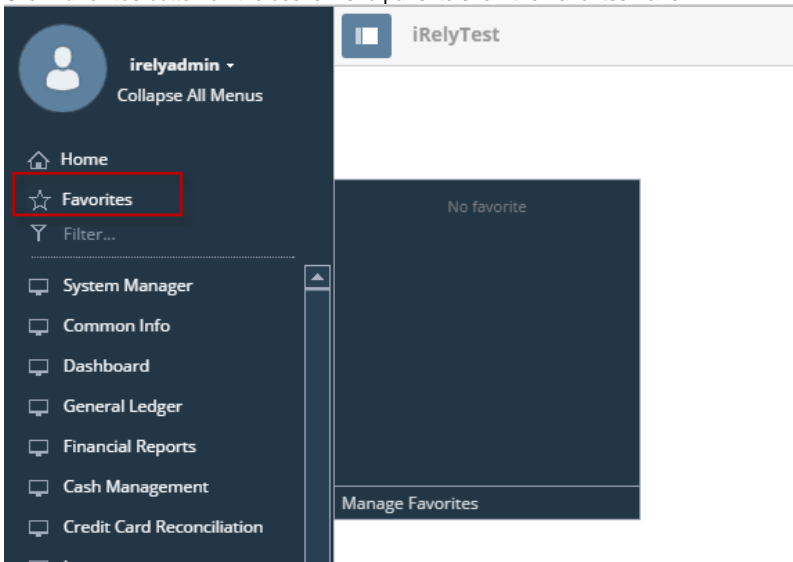 iRelyTest
irelyadmin
Collapse All Menus
Home
Favorites
Filter...
No favorite
System Manager
Common Info
Dashboard
General Ledger
Financial Reports
Cash Management
Manage Favorites
Credit Card Reconciliation